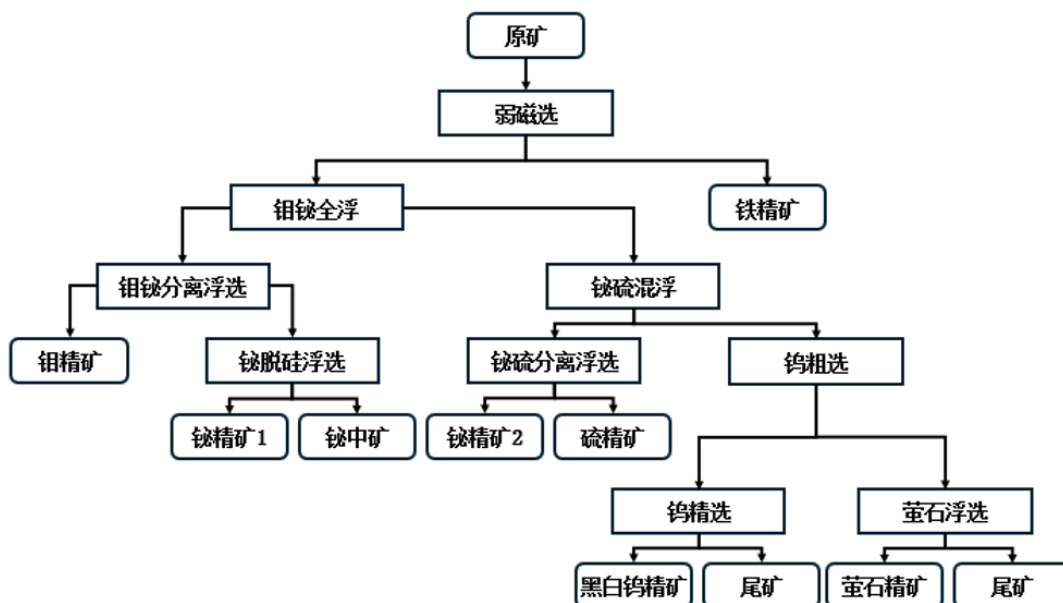 原矿
弱磁选
钼铋全浮
铁精矿
钼铋分离浮选
铋硫混浮
钼精矿
铋脱硅浮选
铋硫分离浮选
钨粗选
铋精矿1
铋中矿
铋精矿2
硫精矿
钨精选
萤石浮选
黑白钨精矿
尾矿
萤石精矿
尾矿